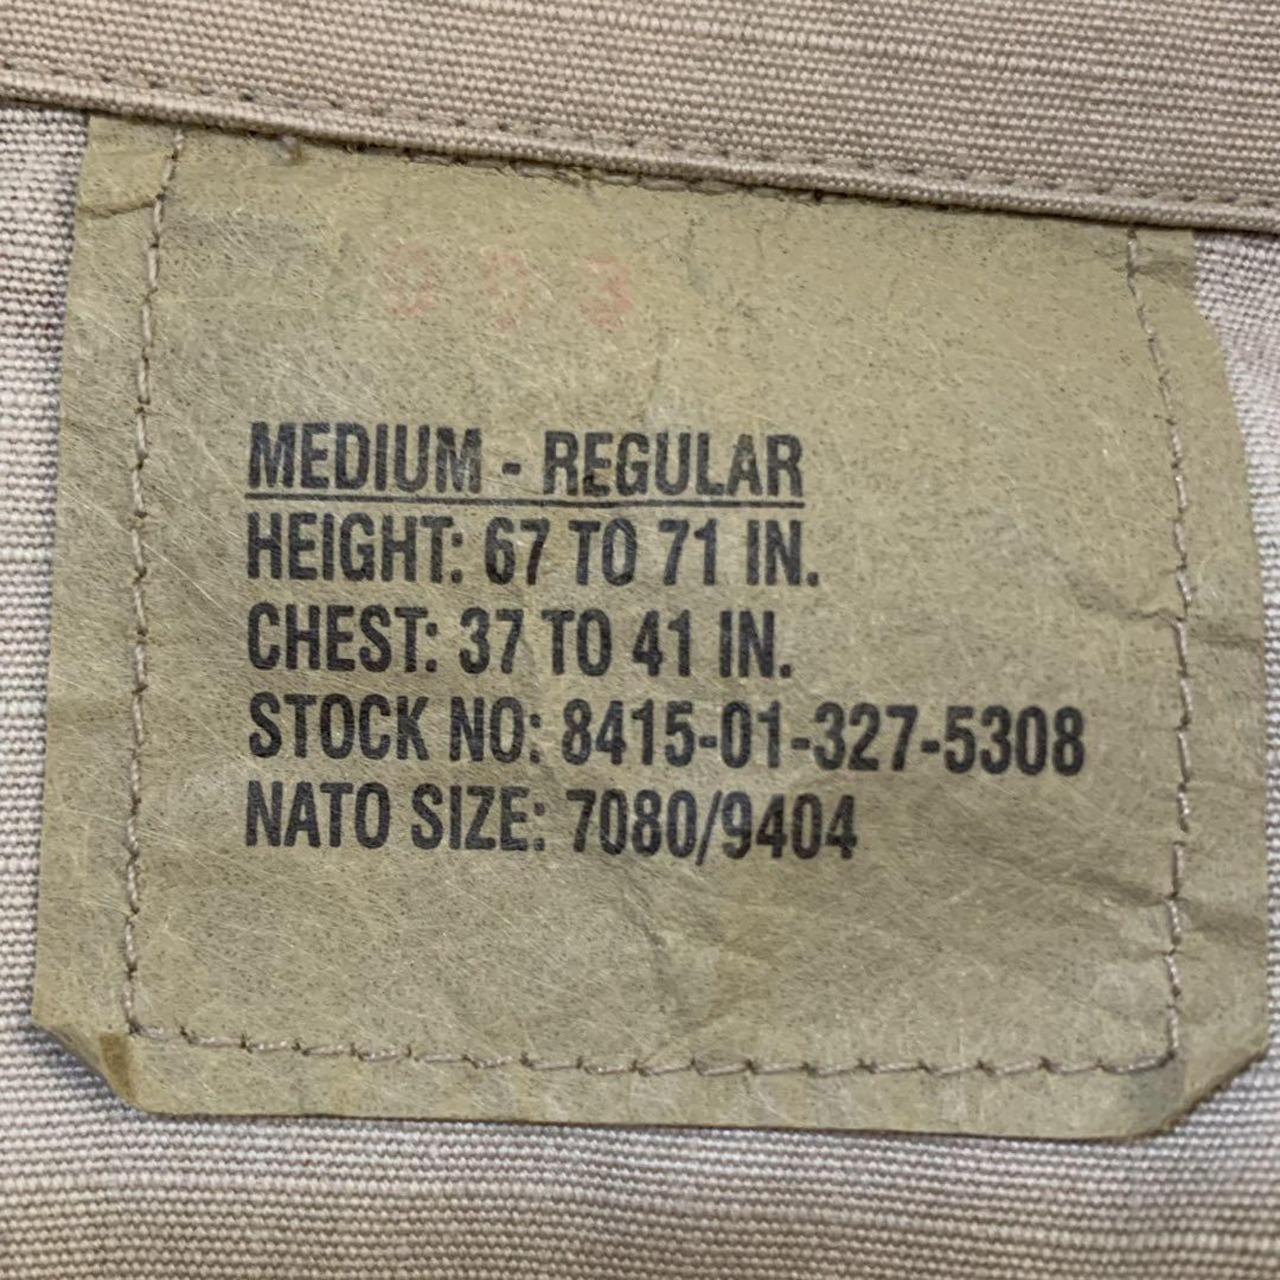 MEDIUM - REGULAR
HEIGHT: 67 TO 71 IN.
CHEST: 37 TO 41 IN.
STOCK NO: 8415-01-327-5308
NATO SIZE: 7080/9404